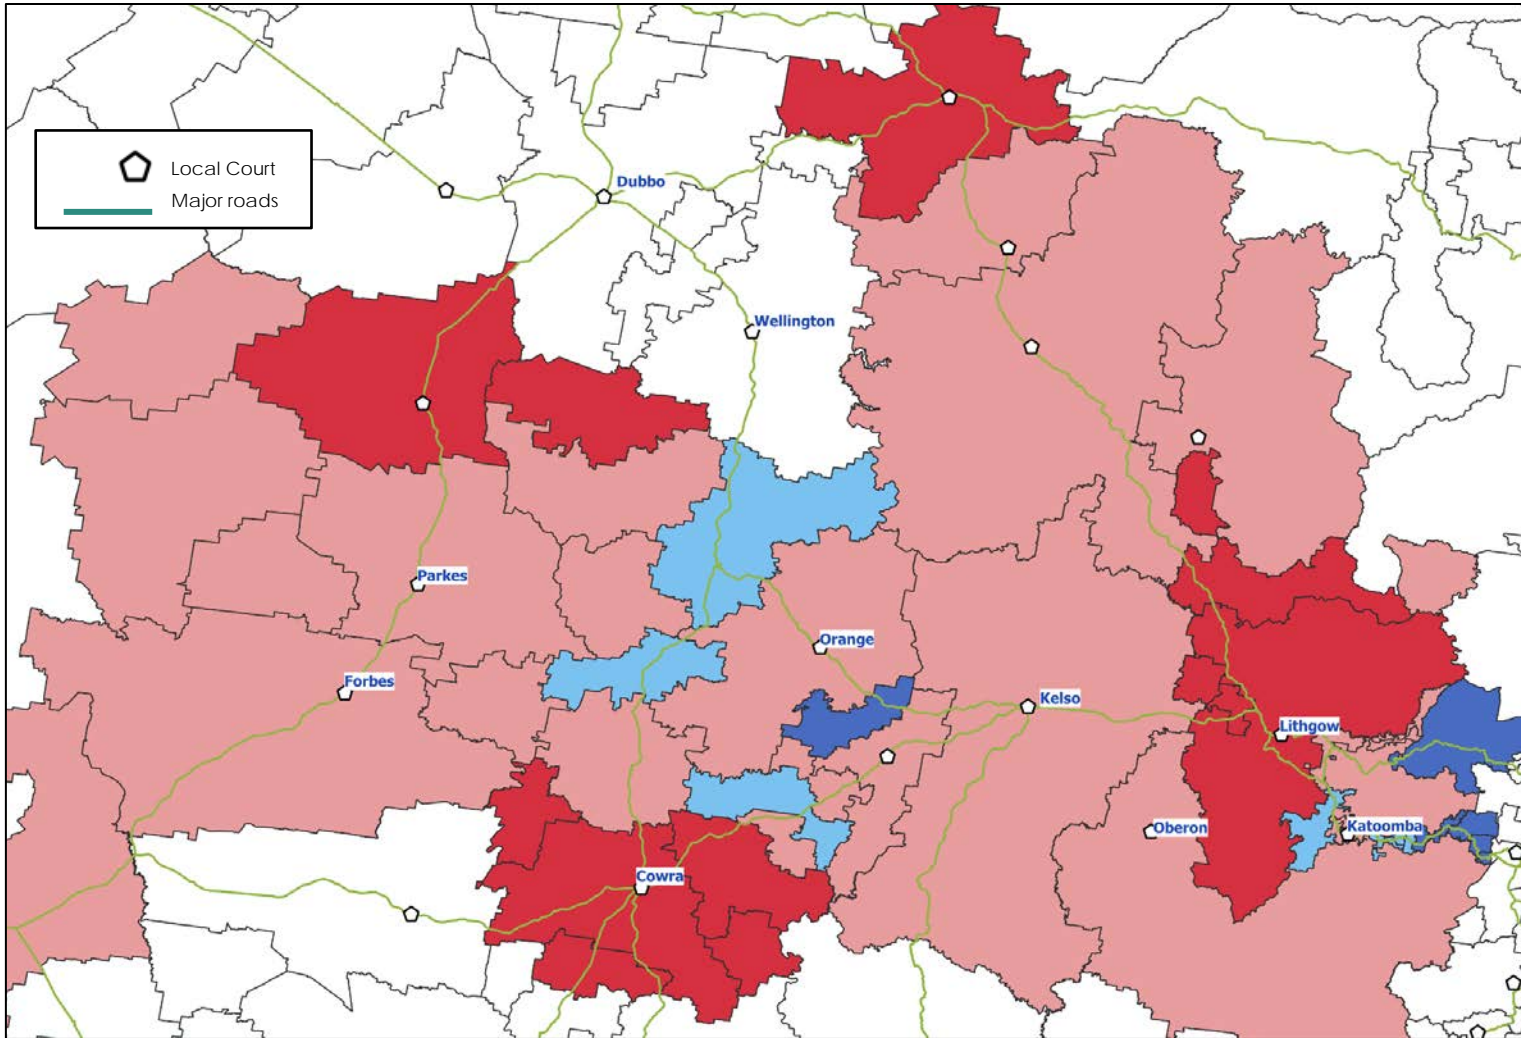 Local Court
Major roads
Dubbo
Wellington
Parkes
Orange
Forbes
Kelso
Lithgow
Oberon
Katoomba
Cowra